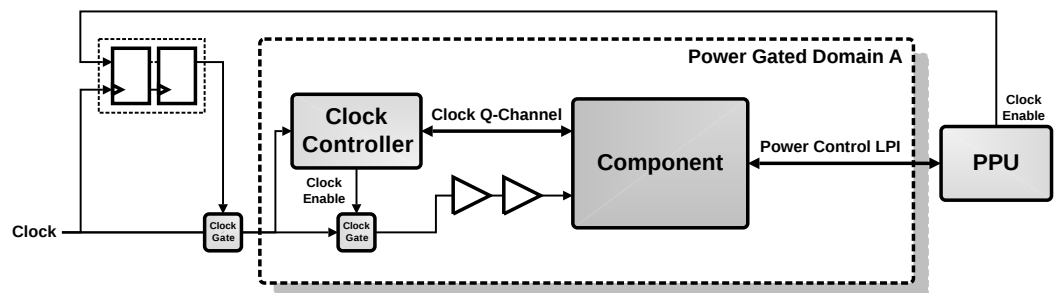 Power Gated Domain A
Clock
Controller
Clock Q-Channel
Component
Power Control LPI
Clock
Enable
PPU
Clock
Enable
Clock
Clock
Gate
Clock
Gate